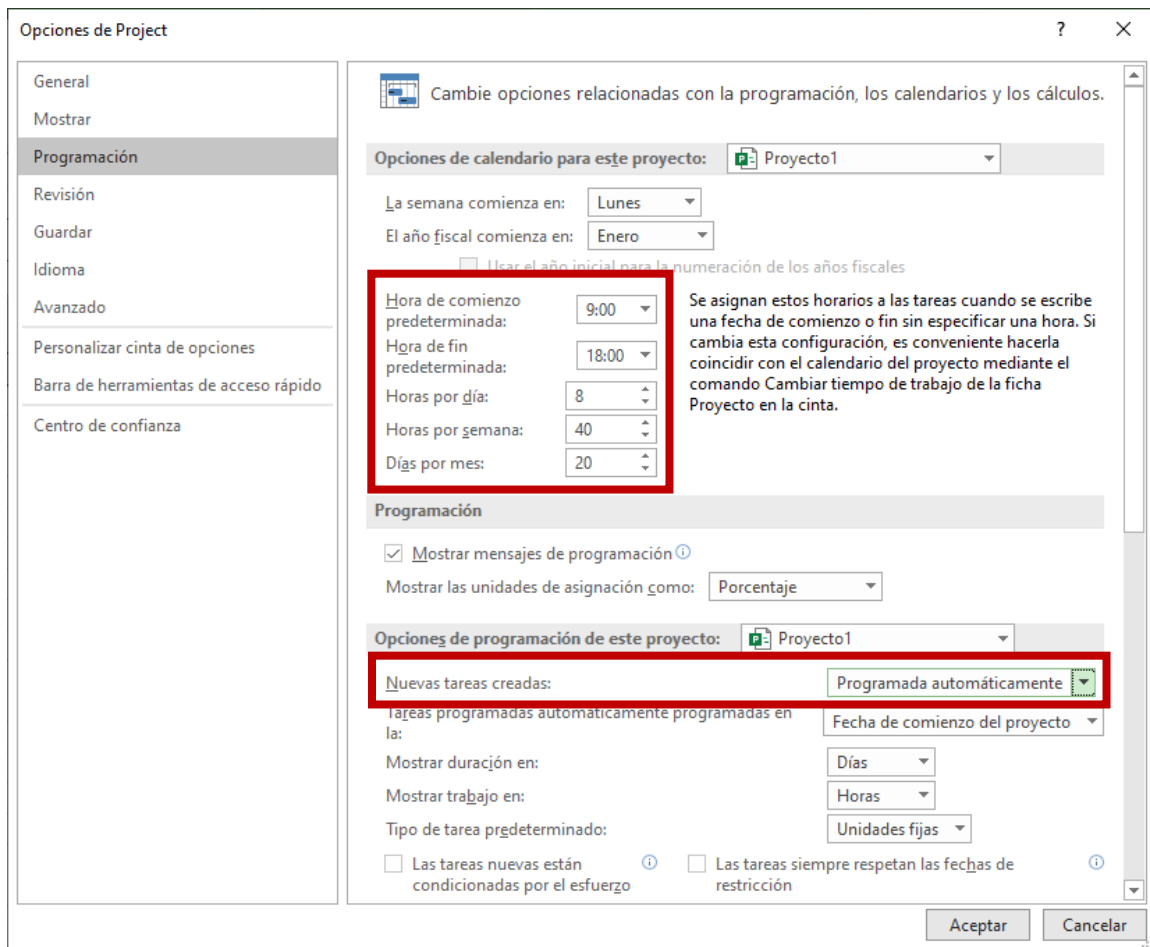 Opciones de Project
?
General
Mostrar
Programación
Revisión
Guardar
Idioma
Avanzado
Personalizar cinta de opciones
Barra de herramientas de acceso rápido
Centro de confianza
Cambie opciones relacionadas con la programación, los calendarios y los cálculos.
Opciones de calendario para este proyecto: Proyecto1
La semana comienza en: Lunes
El año fiscal comienza en: Enero
Usar el año inicial para la numeración de los años fiscales
Hora de comienzo
predeterminada: 9:00
Hora de fin
predeterminada: 18:00
Horas por día: 8
Horas por semana: 40
Días por mes: 20
Se asignan estos horarios a las tareas cuando se escribe
una fecha de comienzo o fin sin especificar una hora. Si
cambia esta configuración, es conveniente hacerla
coincidir con el calendario del proyecto mediante el
comando Cambiar tiempo de trabajo de la ficha
Proyecto en la cinta.
Programación
Mostrar mensajes de programación
Mostrar las unidades de asignación como: Porcentaje
Opciones de programación de este proyecto: Proyecto1
Nuevas tareas creadas: Programada automáticamente
Tareas programadas automáticamente programadas en
la: Fecha de comienzo del proyecto
Mostrar duración en: Días
Mostrar trabajo en: Horas
Tipo de tarea predeterminado: Unidades fijas
Las tareas nuevas están
condicionadas por el esfuerzo
Las tareas siempre respetan las fechas de
restricción
Aceptar
Cancelar